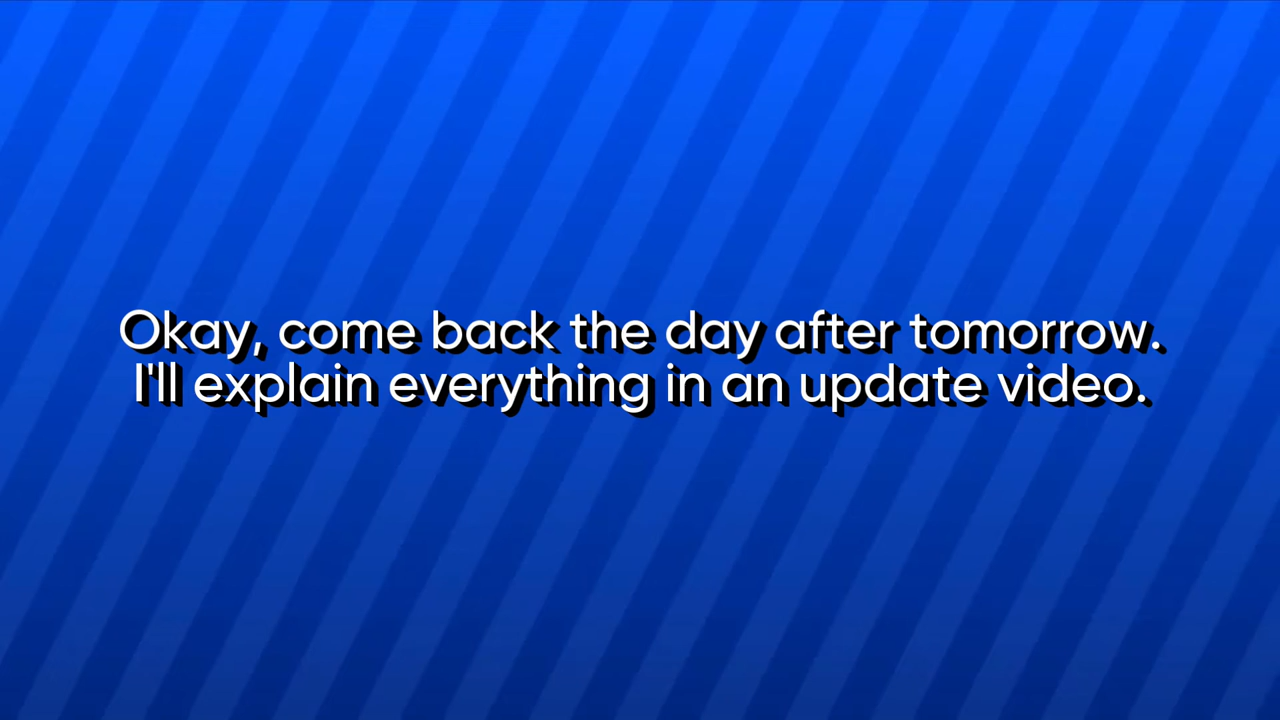 Okay, come back the day after tomorrow.
I'll explain everything in an update video.